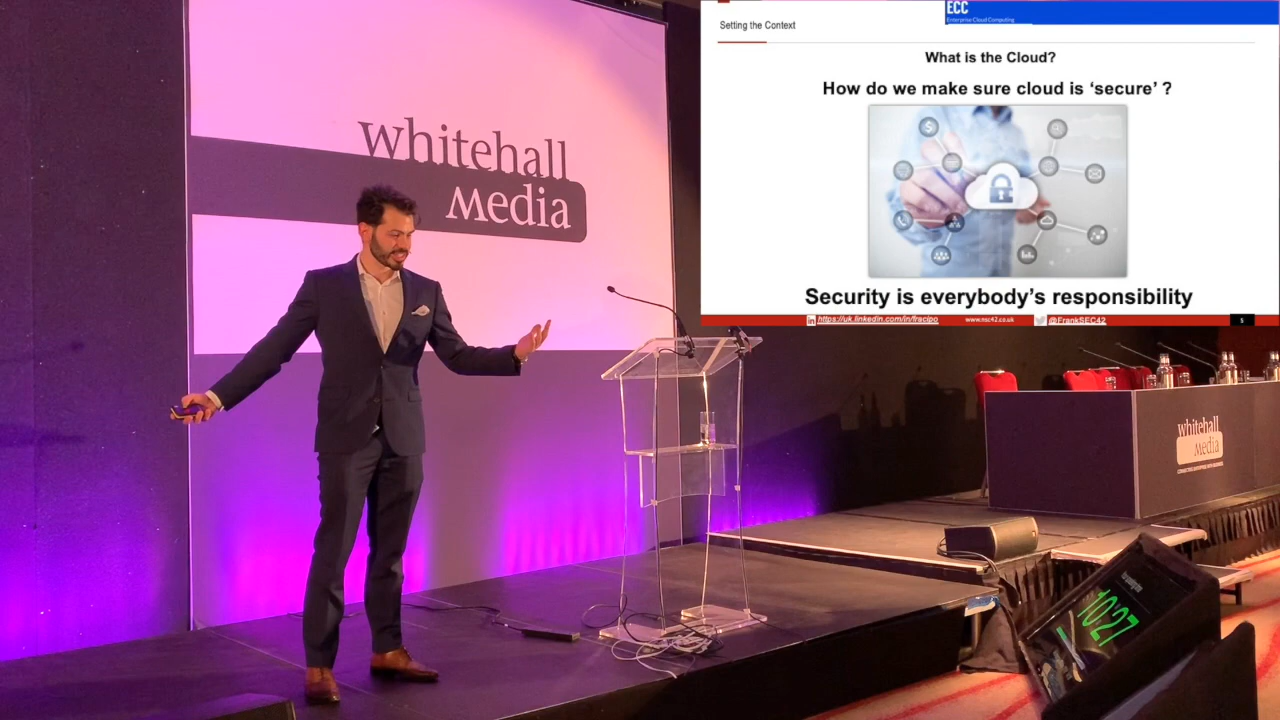 ECC
Enterprise Cloud Computing
Setting the Context
What is the Cloud?
How do we make sure cloud is ‘secure’ ?
Security is everybody’s responsibility
in https://uk.linkedin.com/in/fracipo
www.nsc42.co.uk
@FrankSEC42
5
whitehall
media
whitehall
media
10:27